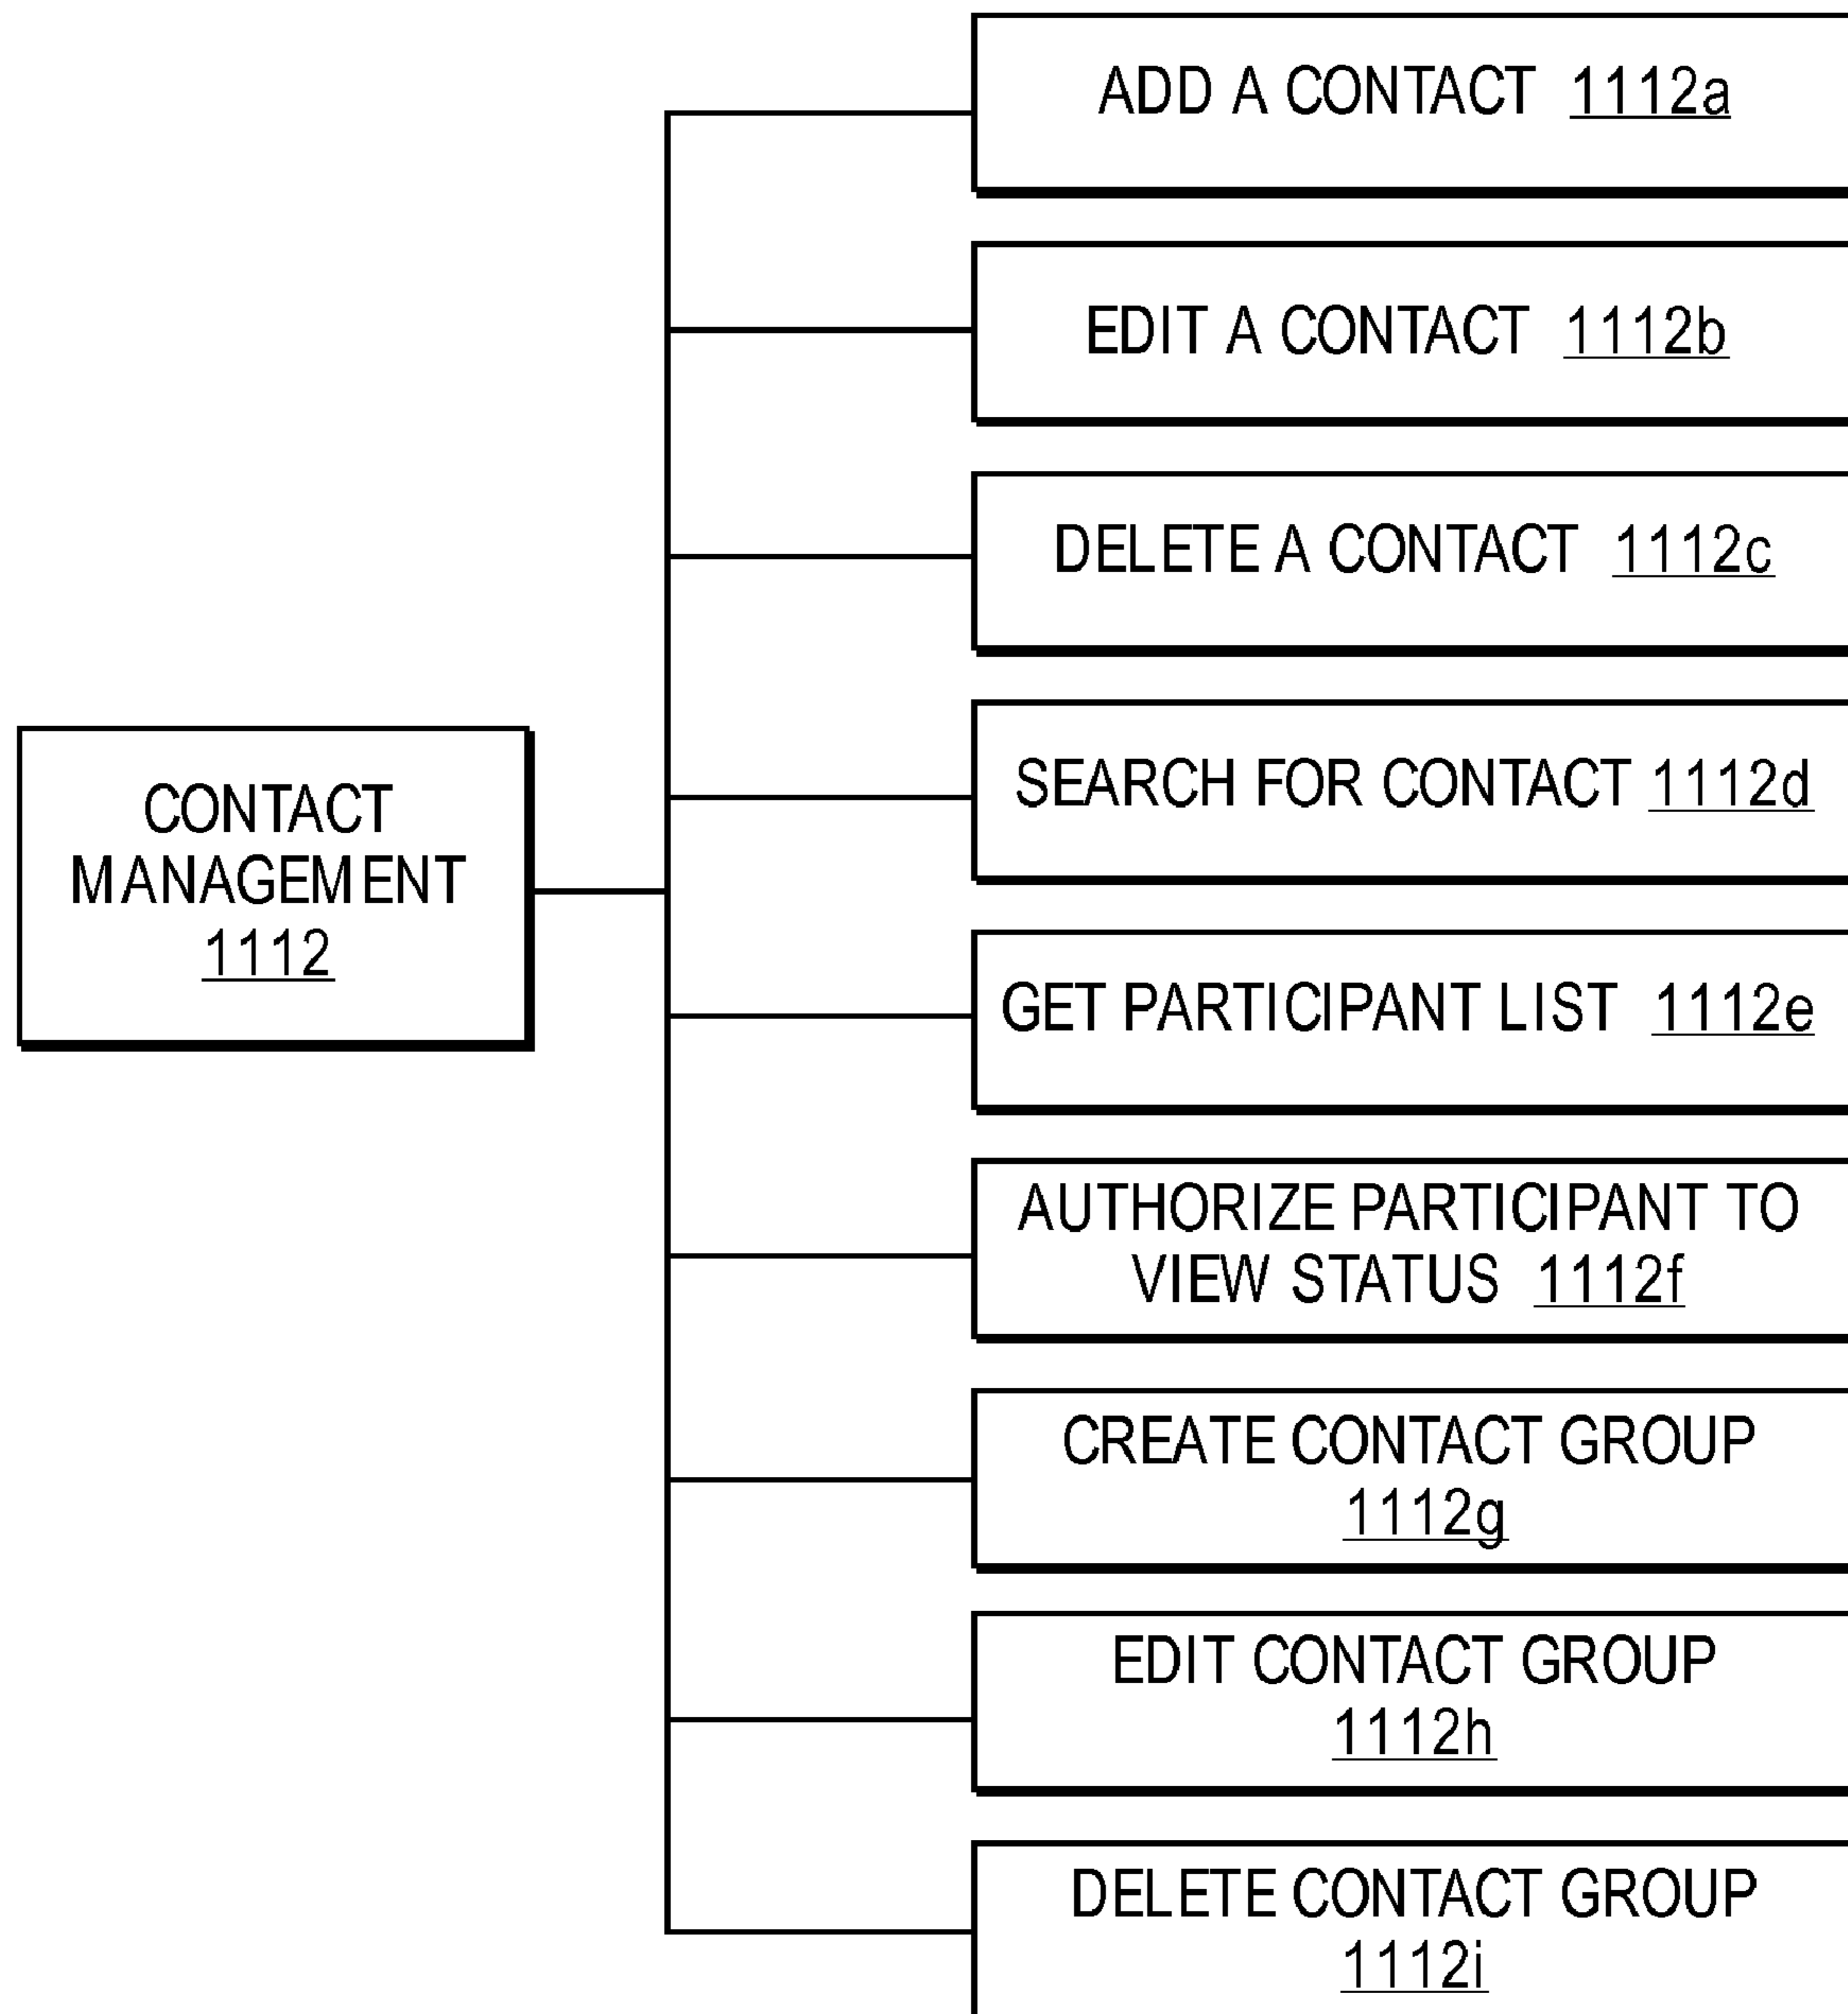 ADD A CONTACT 1112a
EDIT A CONTACT 1112b
DELETE A CONTACT 1112c
SEARCH FOR CONTACT 1112d
CONTACT
MANAGEMENT
1112
GET PARTICIPANT LIST 1112e
AUTHORIZE PARTICIPANT TO
VIEW STATUS 1112f
CREATE CONTACT GROUP
1112g
EDIT CONTACT GROUP
1112h
DELETE CONTACT GROUP
1112i